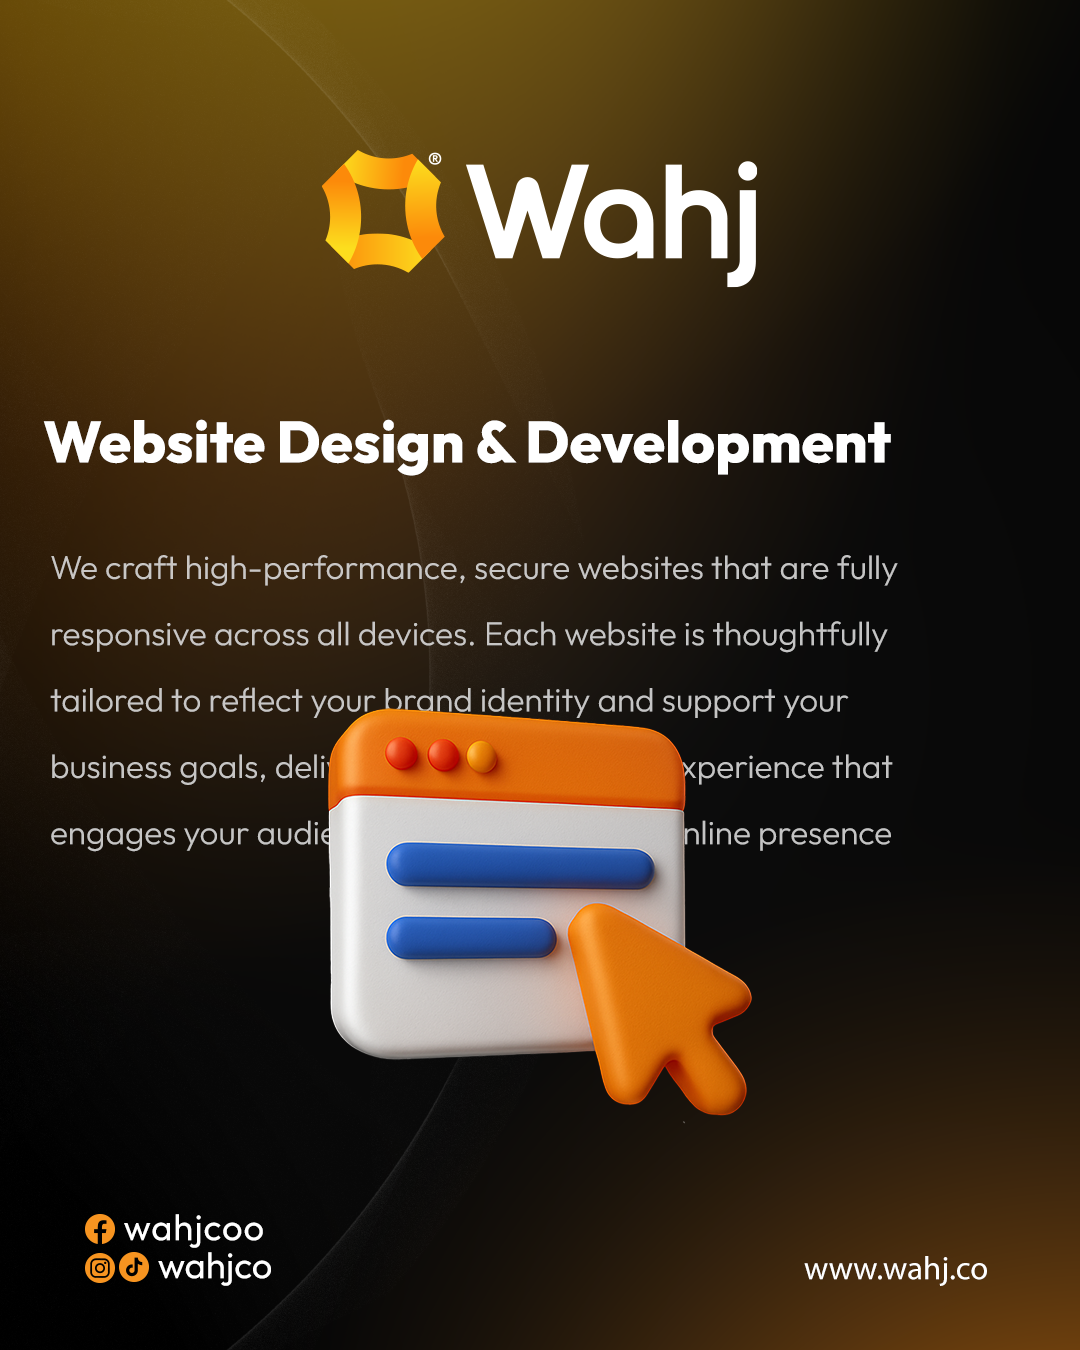 Wahj®
Website Design & Development
We craft high-performance, secure websites that are fully
responsive across all devices. Each website is thoughtfully
tailored to reflect your brand identity and support your
business goals, xperience that
engages your nline presence
wahjcoo
wahjco
www.wahj.co